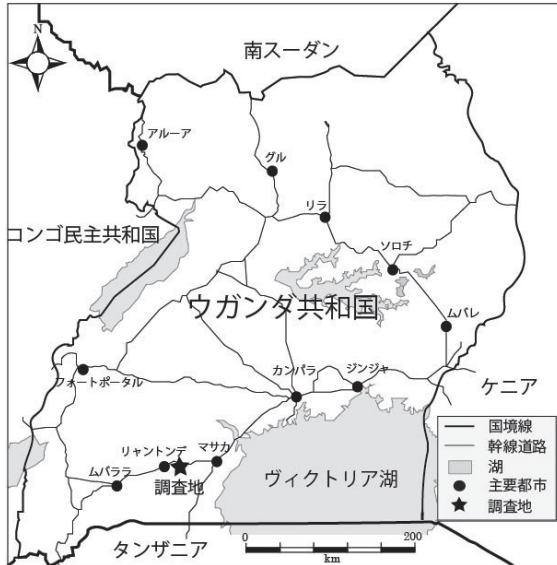 南スーダン
アルーア
グル
リラ
コンゴ民主共和国
ソロチ
ウガンダ共和国
ムバレ
カンパラ
ジンジャ
フォートポータル
ケニア
国境線
幹線道路
湖
主要都市
調査地
リャントンデ
マサカ
調査地
ムバララ
ヴィクトリア湖
タンザニア
0
200
km